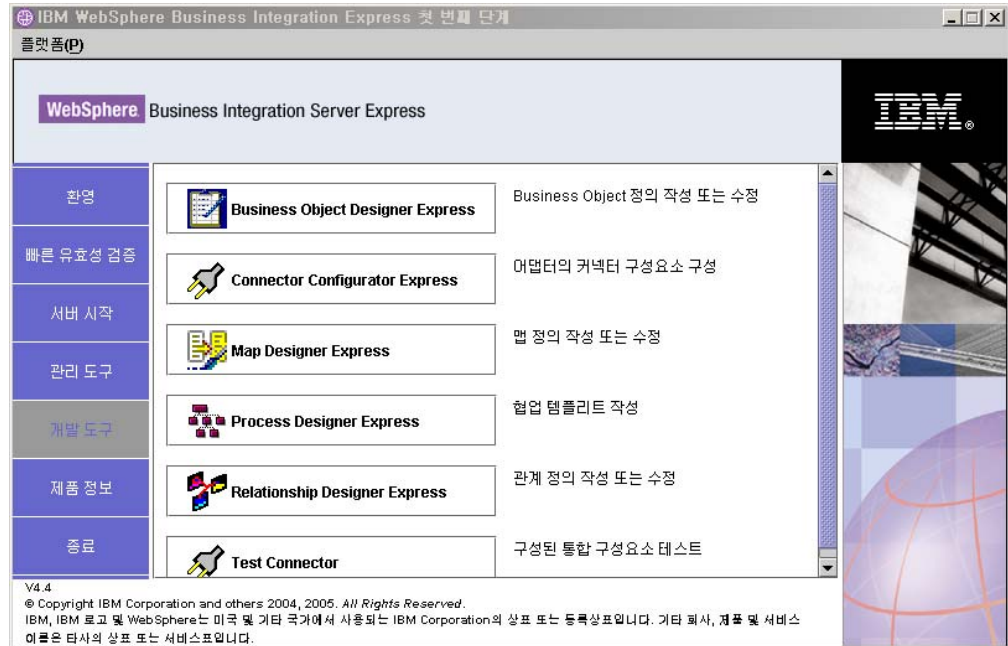 IBM WebSphere Business Integration Express 첫 번째 단계
플랫폼(P)
WebSphere. Business Integration Server Express
IBM®
환영
빠른 유효성 검증
서버 시작
관리 도구
개발 도구
제품 정보
종료
Business Object Designer Express
Business Object 정의 작성 또는 수정
Connector Configurator Express
어댑터의 커넥터 구성요소 구성
Map Designer Express
맵 정의 작성 또는 수정
Process Designer Express
협업 템플리트 작성
Relationship Designer Express
관계 정의 작성 또는 수정
Test Connector
구성된 통합 구성요소 테스트
V4.4
© Copyright IBM Corporation and others 2004, 2005. All Rights Reserved.
IBM, IBM 로고 및 WebSphere는 미국 및 기타 국가에서 사용되는 IBM Corporation의 상표 또는 등록상표입니다. 기타 회사, 제품 및 서비스
이름은 타사의 상표 또는 서비스표입니다.